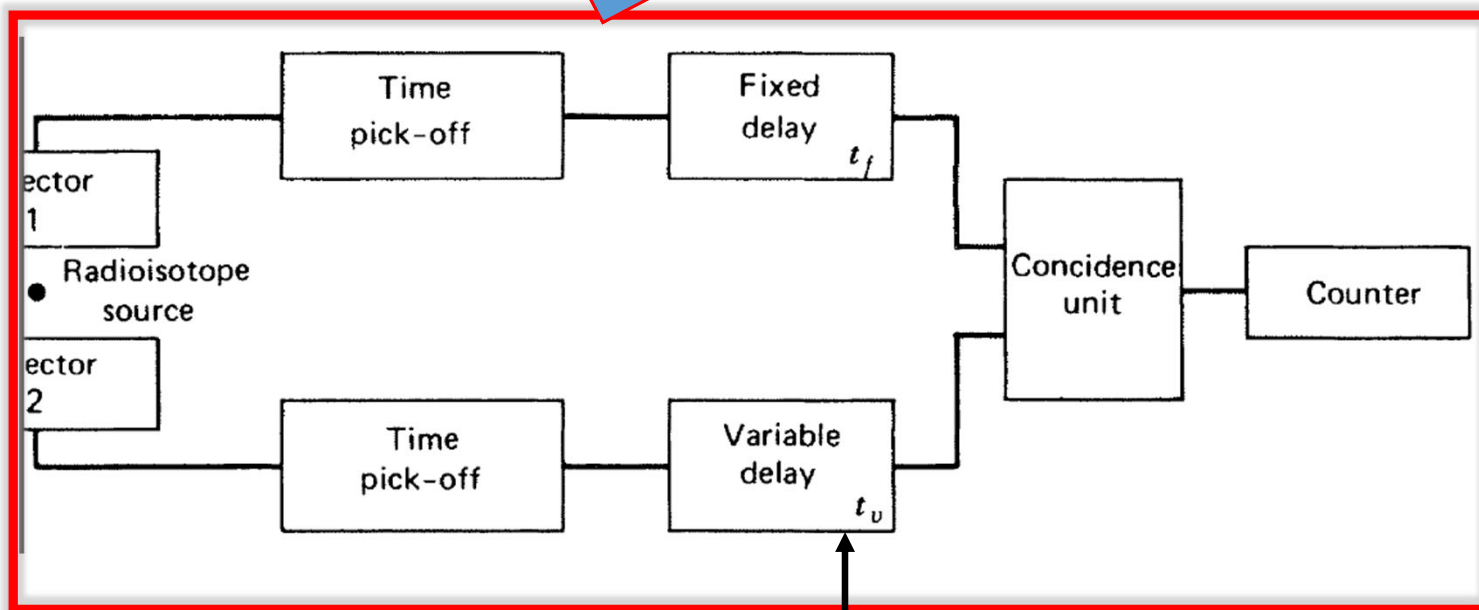 Time
pick-off
Fixed
delay
t_f
ector
1
Radioisotope
source
Concidence
unit
Counter
ector
2
Time
pick-off
Variable
delay
t_v